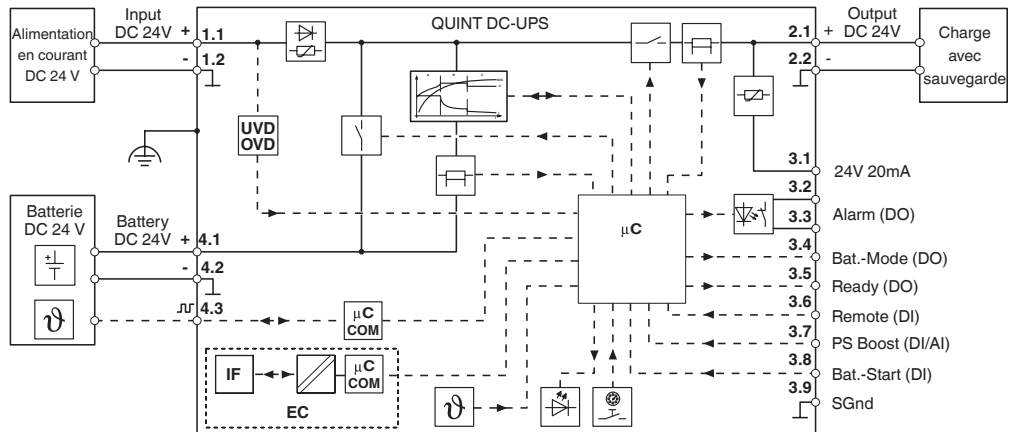 QUINT DC-UPS
Input
DC 24V + 1.1
- 1.2
Alimentation
en courant
DC 24 V
Output
2.1 + DC 24V
2.2 -
Charge
avec
sauvegarde
UVD
OVD
Batterie
DC 24 V
+
ϑ
Battery
DC 24V + 4.1
- 4.2
4.3
µC
µC
COM
IF
µC
COM
EC
ϑ
3.1
24V 20mA
3.2
3.3
Alarm (DO)
3.4
Bat.-Mode (DO)
3.5
Ready (DO)
3.6
Remote (DI)
3.7
PS Boost (DI/AI)
3.8
Bat.-Start (DI)
3.9
SGnd